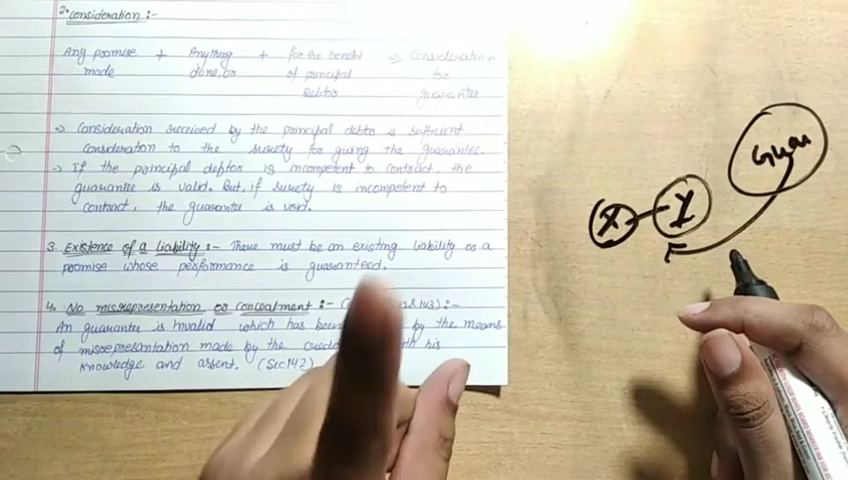 2. Consideration :-
Any promise + Anything + for the benefit => Consideration
made done, or of principal for
Debtor guarantee
=> Consideration received by the principal debtor is sufficient
consideration to the surety for giving the guarantee.
=> If the principal debtor is incompetent to contract, the
guarantee is valid. But, if surety is incompetent to
contract, the guarantee is void.
3. Existence of a liability :- There must be an existing liability or a
promise whose performance is guaranteed.
4. No misrepresentation or concealment :- 143) :-
An guarantee is invalid which has been by the means
of misrepresentation made by the creditor his
knowledge and assent. (Sec 142)
X Y